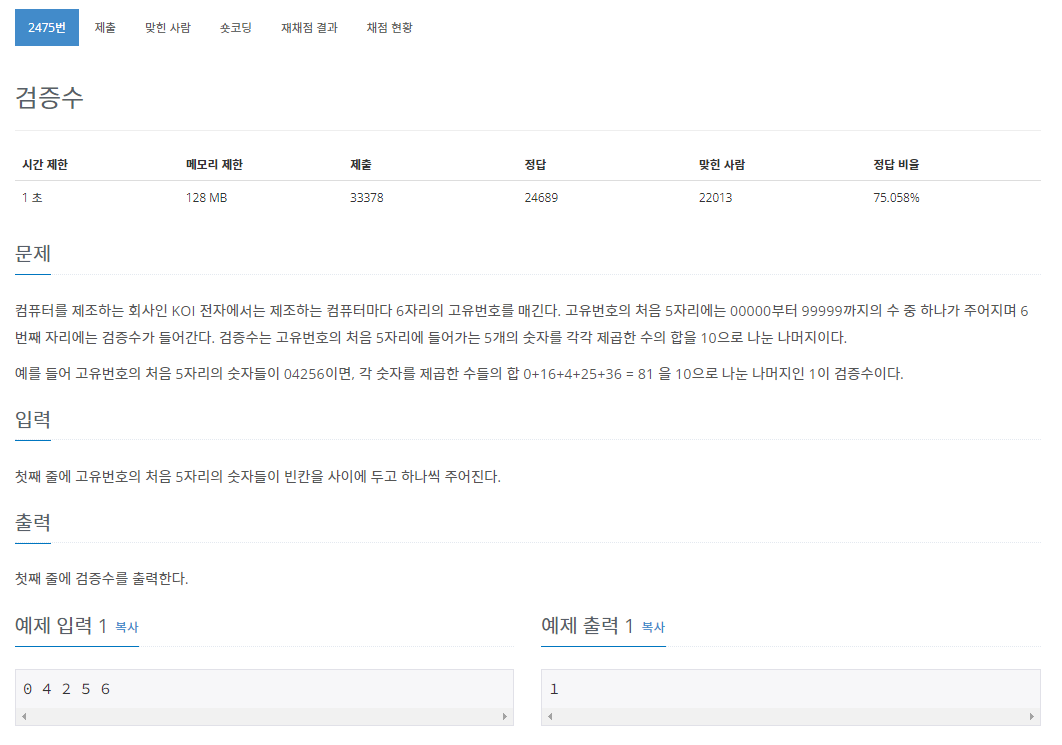 2475번 제출 맞힌 사람 숏코딩 재채점 결과 채점 현황
검증수
시간 제한 메모리 제한 제출 정답 맞힌 사람 정답 비율
1 초 128 MB 33378 24689 22013 75.058%
문제
컴퓨터를 제조하는 회사인 KOI 전자에서는 제조하는 컴퓨터마다 6자리의 고유번호를 매긴다. 고유번호의 처음 5자리에는 00000부터 99999까지의 수 중 하나가 주어지며 6
번째 자리에는 검증수가 들어간다. 검증수는 고유번호의 처음 5자리에 들어가는 5개의 숫자를 각각 제곱한 수의 합을 10으로 나눈 나머지이다.
예를 들어 고유번호의 처음 5자리의 숫자들이 04256이면, 각 숫자를 제곱한 수들의 합 0+16+4+25+36 = 81 을 10으로 나눈 나머지인 1이 검증수이다.
입력
첫째 줄에 고유번호의 처음 5자리의 숫자들이 빈칸을 사이에 두고 하나씩 주어진다.
출력
첫째 줄에 검증수를 출력한다.
예제 입력 1 복사
0 4 2 5 6
예제 출력 1 복사
1